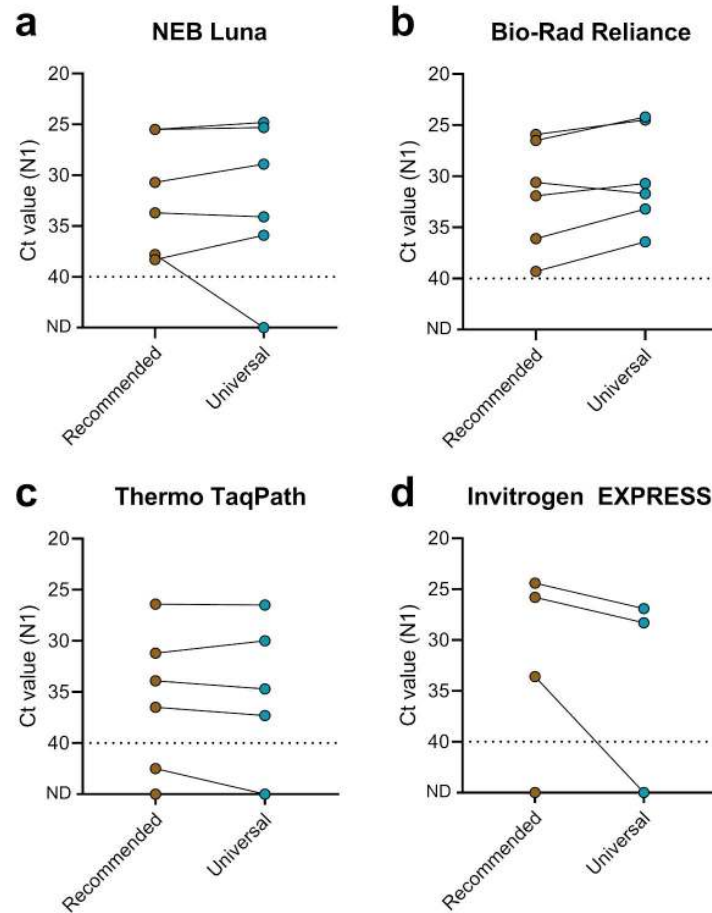 a
NEB Luna
20
25
30
35
40
ND
Ct value (N1)
Recommended
Universal
b
Bio-Rad Reliance
20
25
30
35
40
ND
Ct value (N1)
Recommended
Universal
c
Thermo TaqPath
20
25
30
35
40
ND
Ct value (N1)
Recommended
Universal
d
Invitrogen EXPRESS
20
25
30
35
40
ND
Ct value (N1)
Recommended
Universal